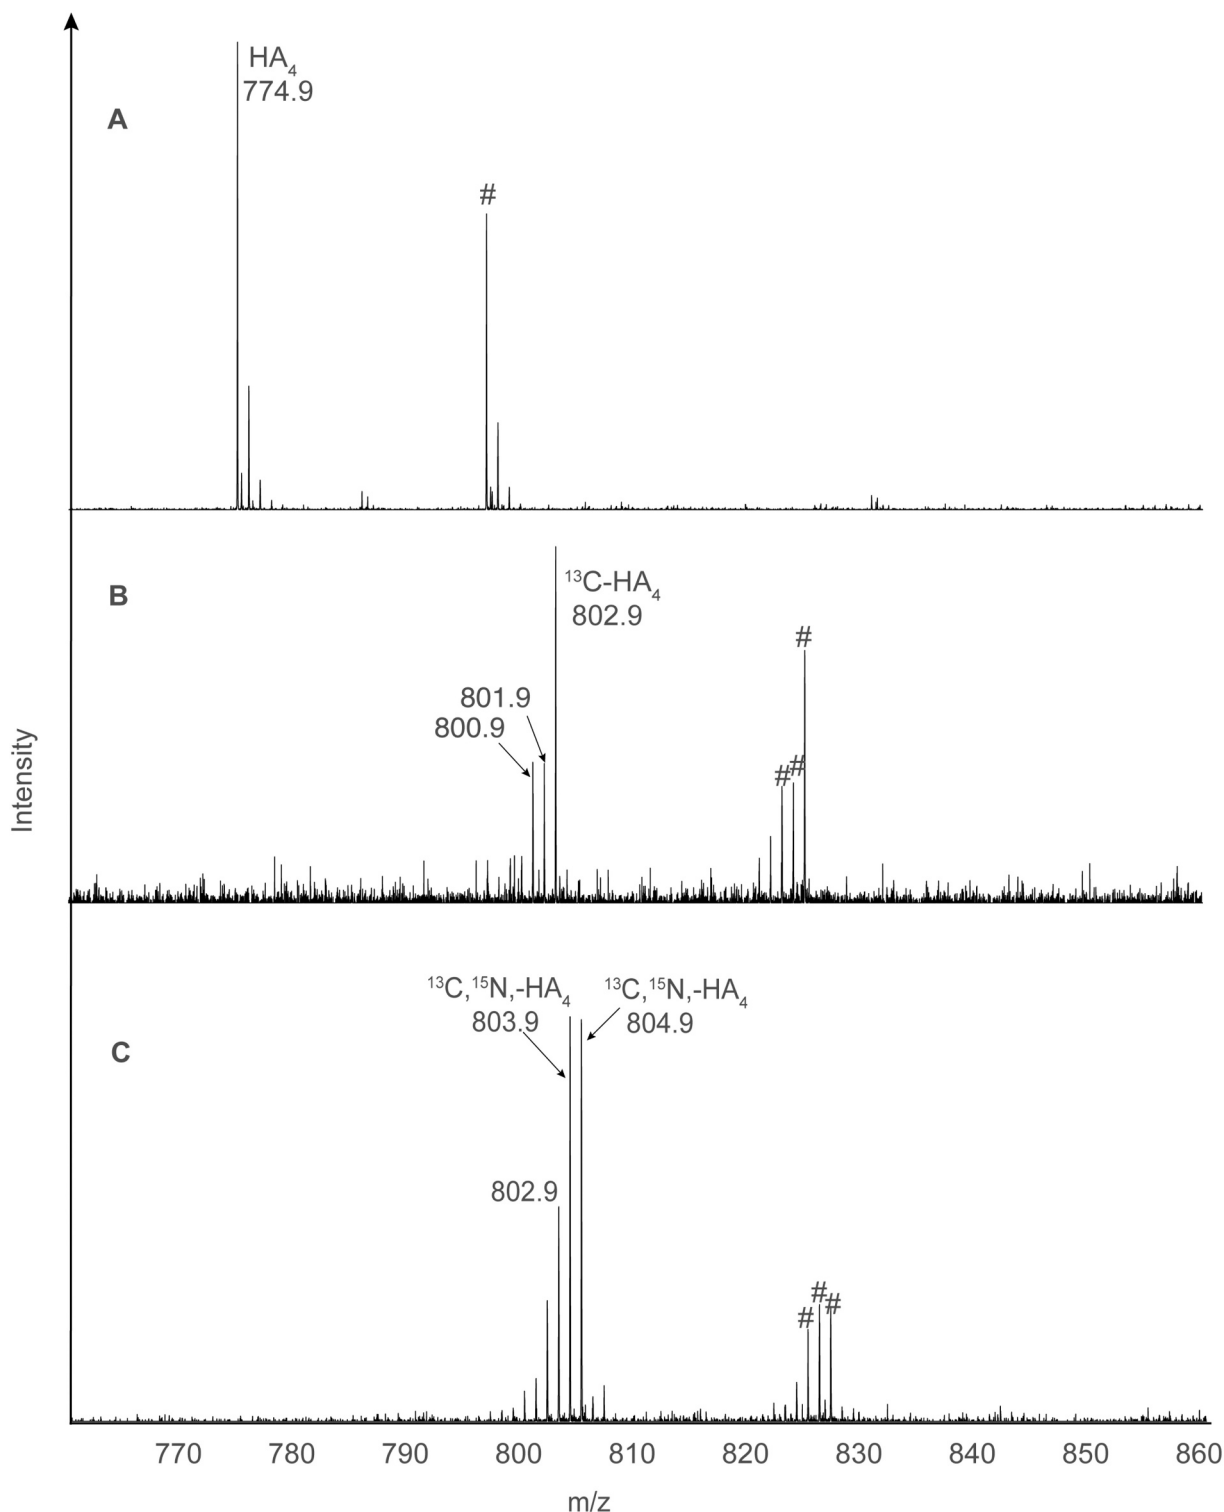 HA₄
774.9
A
#
B
¹³C-HA₄
802.9
#
801.9
800.9
#
#
Intensity
¹³C,¹⁵N,-HA₄
803.9
¹³C,¹⁵N,-HA₄
804.9
C
802.9
#
#
#
770 780 790 800 810 820 830 840 850 860
m/z